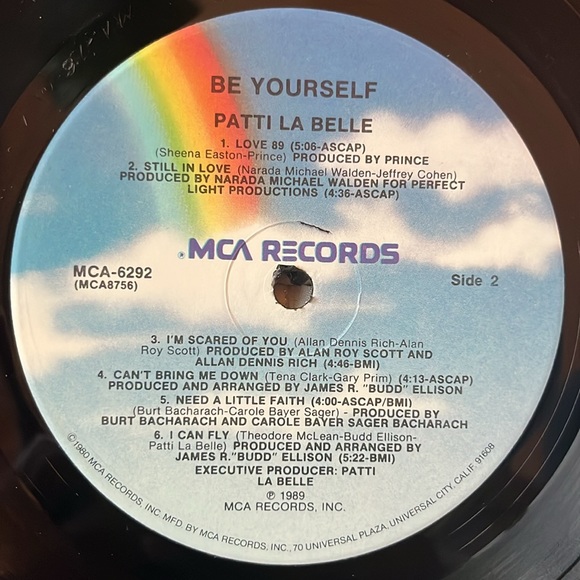 BE YOURSELF
PATTI LA BELLE
1. LOVE 89 (5:06-ASCAP)
(Sheena Easton-Prince) PRODUCED BY PRINCE
2. STILL IN LOVE (Narada Michael Walden-Jeffrey Cohen)
PRODUCED BY NARADA MICHAEL WALDEN FOR PERFECT
LIGHT PRODUCTIONS (4:36-ASCAP)
MCA RECORDS
MCA-6292
(MCA8756)
Side 2
3. I'M SCARED OF YOU (Allan Dennis Rich-Alan
Roy Scott) PRODUCED BY ALAN ROY SCOTT AND
ALLAN DENNIS RICH (4:46-BMI)
4. CAN'T BRING ME DOWN (Tena Clark-Gary Prim) (4:13-ASCAP)
PRODUCED AND ARRANGED BY JAMES R. "BUDD" ELLISON
5. NEED A LITTLE FAITH (4:00-ASCAP/BMI)
(Burt Bacharach-Carole Bayer Sager) - PRODUCED BY
BURT BACHARACH AND CAROLE BAYER SAGER BACHARACH
6. I CAN FLY (Theodore McLean-Budd Ellison-
Patti La Belle) PRODUCED AND ARRANGED BY
JAMES R."BUDD" ELLISON (5:22-BMI)
EXECUTIVE PRODUCER: PATTI
LA BELLE
℗ 1989
MCA RECORDS, INC.
©1980 MCA RECORDS, INC. MFD. BY MCA RECORDS, INC., 70 UNIVERSAL PLAZA, UNIVERSAL CITY, CALIF. 91608